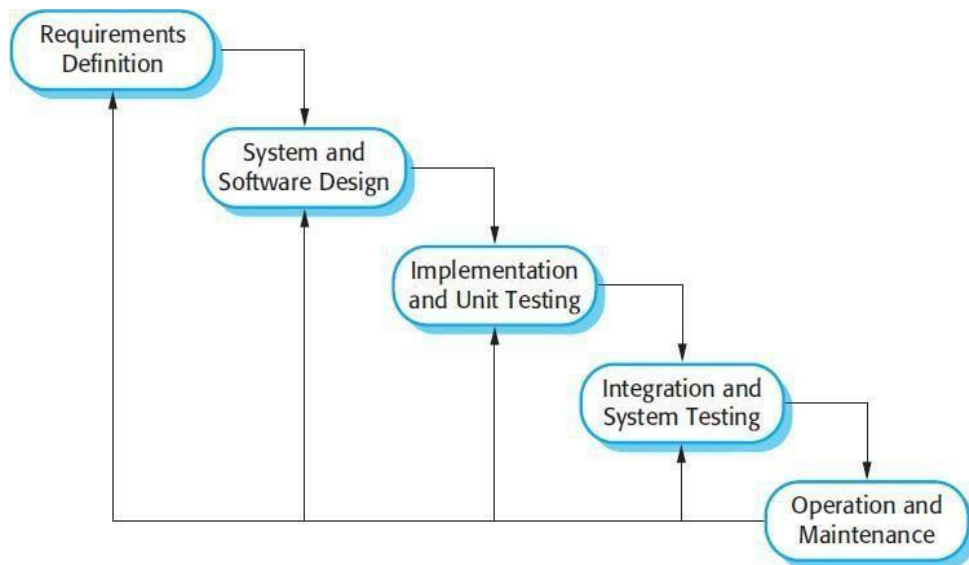 Requirements
Definition
System and
Software Design
Implementation
and Unit Testing
Integration and
System Testing
Operation and
Maintenance